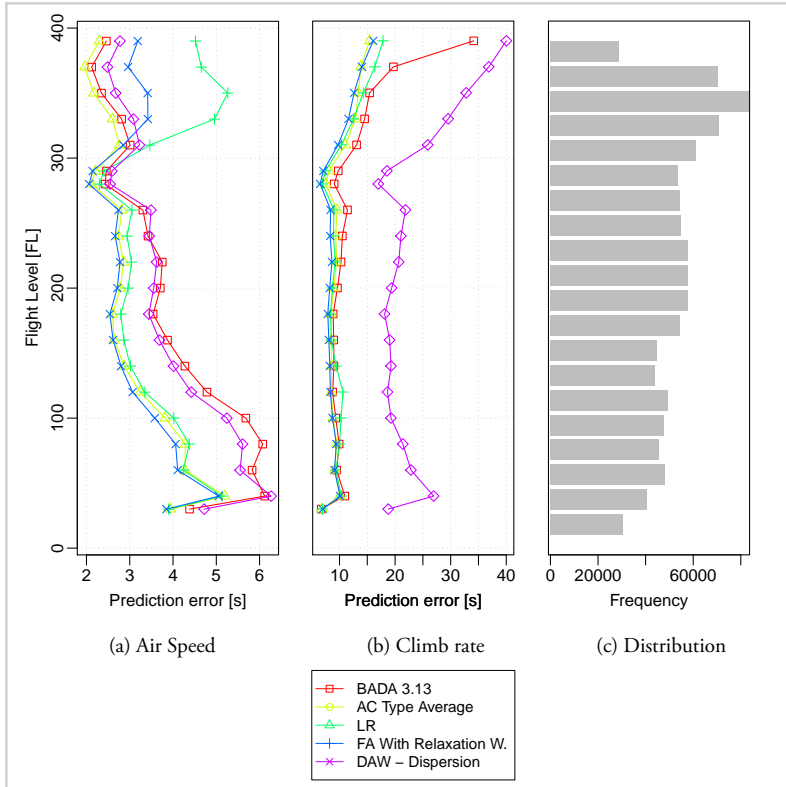 400
300
200
100
0
Flight Level [FL]
2 3 4 5 6
Prediction error [s]
10 20 30 40
Prediction error [s]
0 20000 60000
Frequency
(a) Air Speed
(b) Climb rate
(c) Distribution
BADA 3.13
AC Type Average
LR
FA With Relaxation W.
DAW – Dispersion